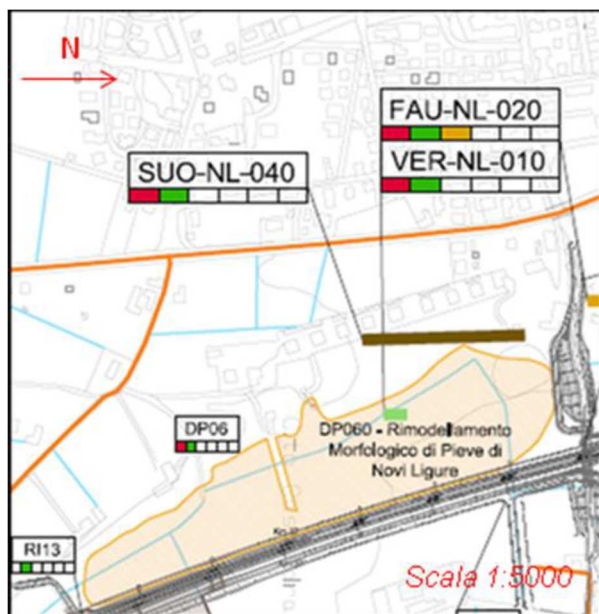 N
FAU-NL-020
VER-NL-010
SUO-NL-040
DP06
DP060 - Rimodellamento
Morfologico di Pieve di
Novi Ligure
RI13
Scala 1:5000